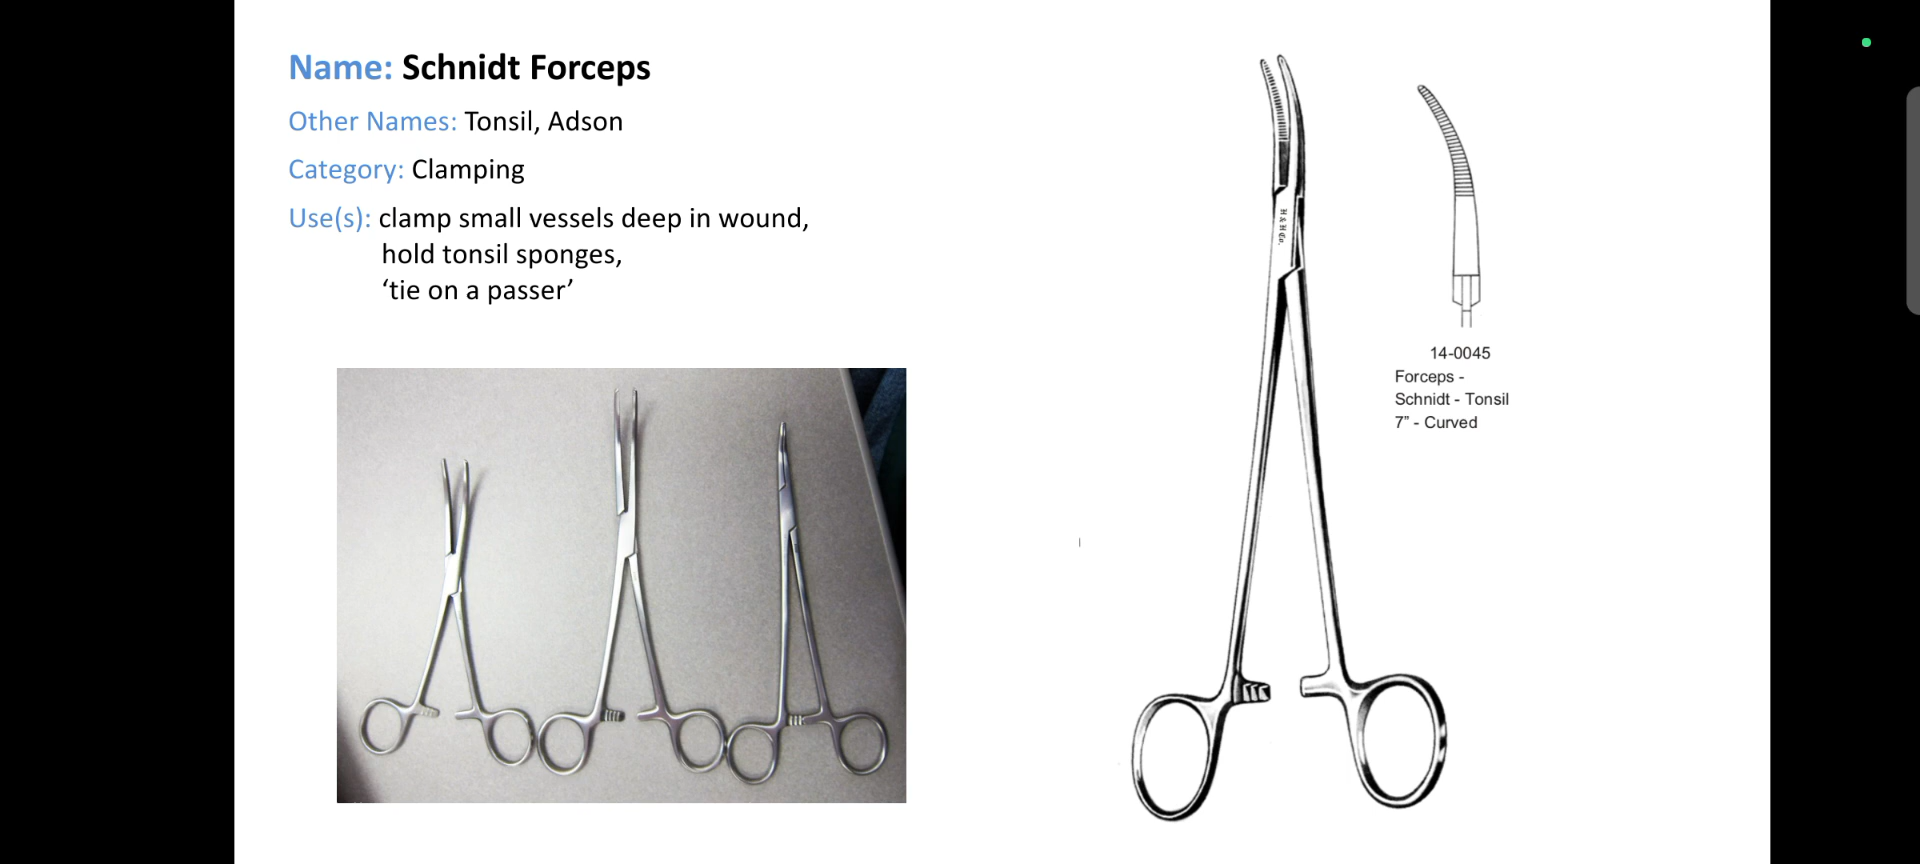 Name: Schnidt Forceps
Other Names: Tonsil, Adson
Category: Clamping
Use(s): clamp small vessels deep in wound,
hold tonsil sponges,
‘tie on a passer’
H & H Co.
14-0045
Forceps -
Schnidt - Tonsil
7” - Curved